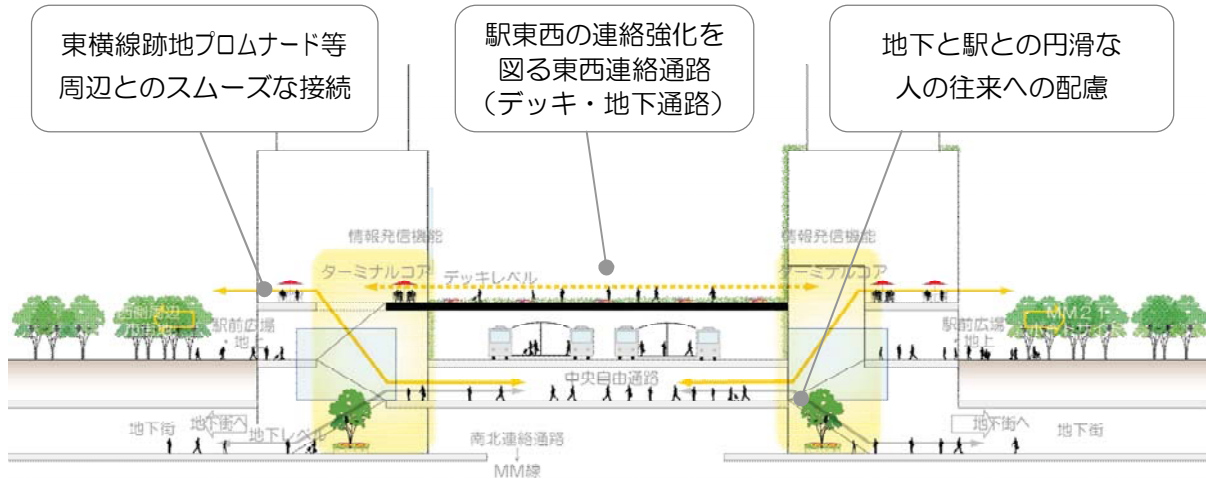 東横線跡地プロムナード等
周辺とのスムーズな接続
駅東西の連絡強化を
図る東西連絡通路
（デッキ・地下通路）
地下と駅との円滑な
人の往来への配慮
情報発信機能
情報発信機能
ターミナルコア
デッキレベル
ターミナルコア
駅前広場
・地上
MM21
駅前広場
・地上
中央自由通路
地下街
地下街へ
地下レベル
南北連絡通路
MM線
地下街へ
地下街